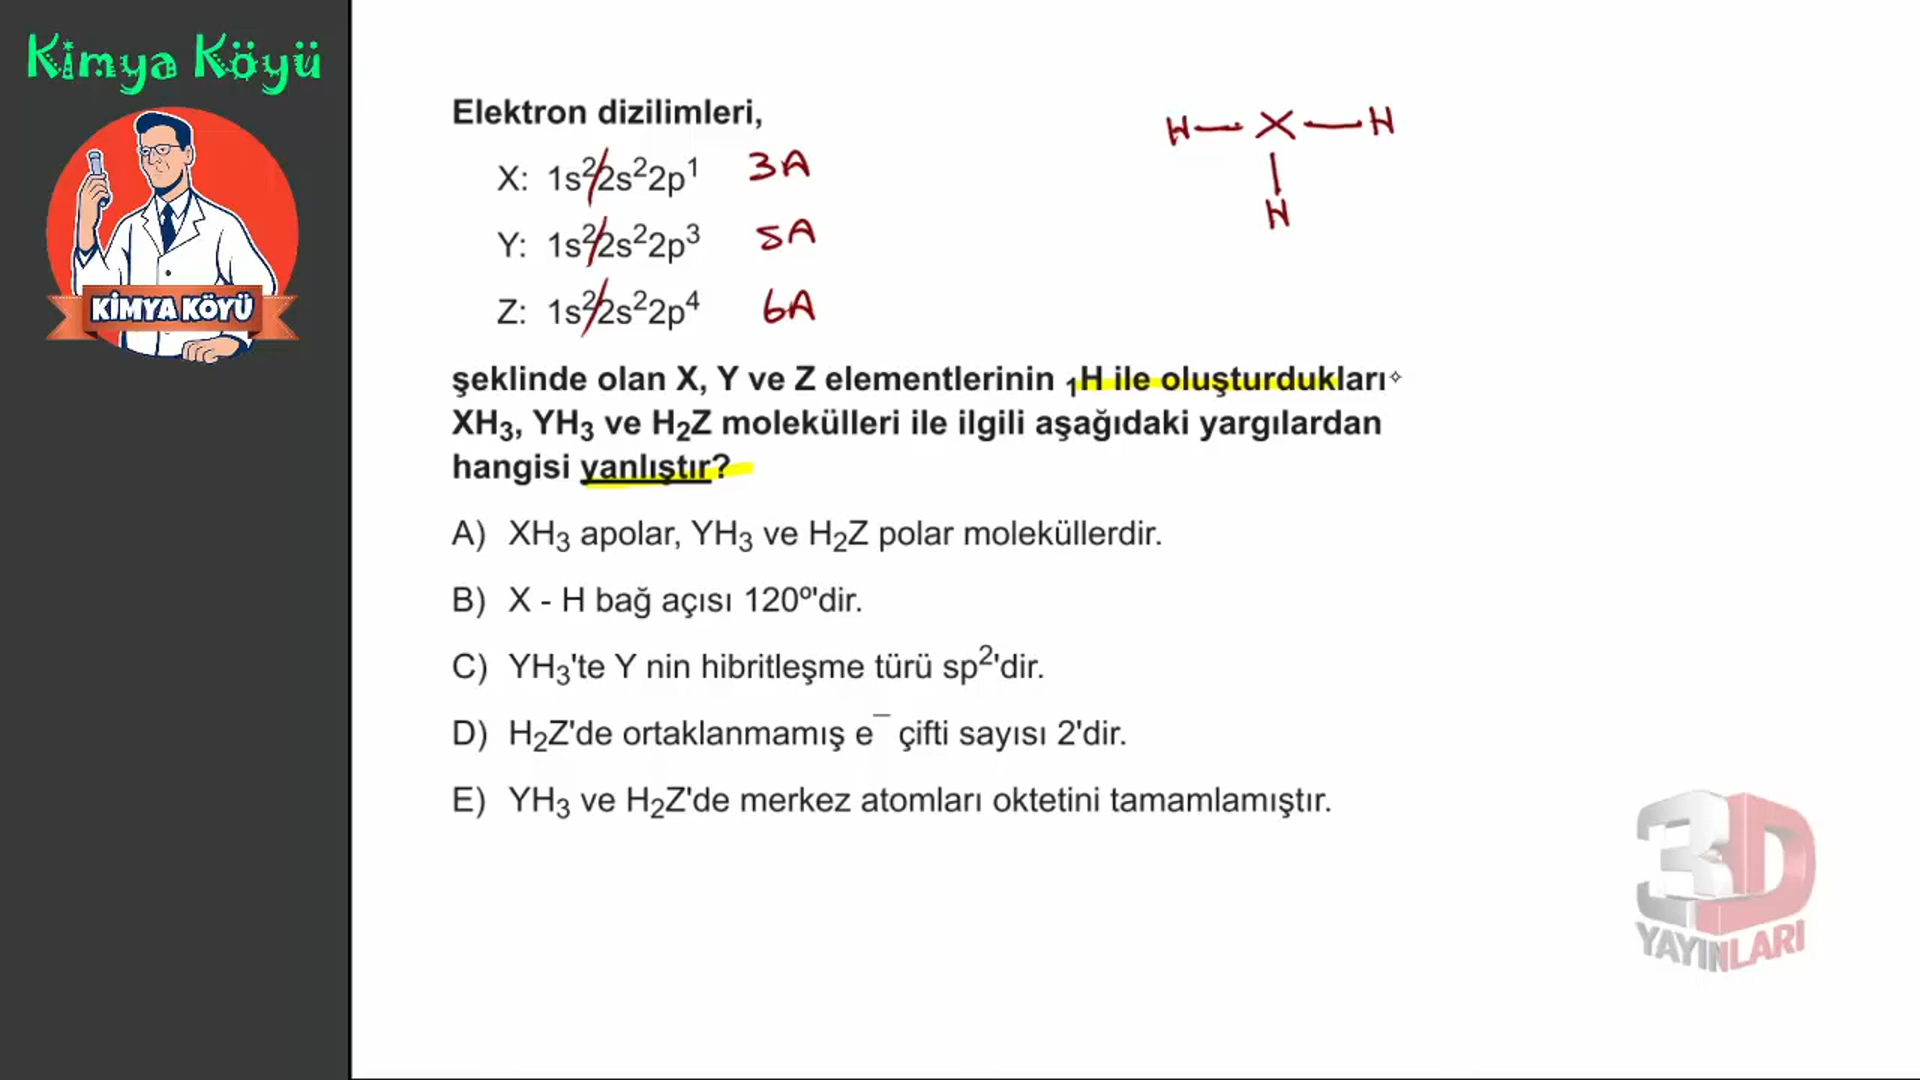 Kimya Köyü
KİMYA KÖYÜ
Elektron dizilimleri,
X: 1s²2s²2p¹ 3A
Y: 1s²2s²2p³ 5A
Z: 1s²2s²2p⁴ 6A
H — X — H
H
şeklinde olan X, Y ve Z elementlerinin ₁H ile oluşturdukları
XH₃, YH₃ ve H₂Z molekülleri ile ilgili aşağıdaki yargılardan
hangisi yanlıştır?
A) XH₃ apolar, YH₃ ve H₂Z polar moleküllerdir.
B) X - H bağ açısı 120º'dir.
C) YH₃'te Y nin hibritleşme türü sp²'dir.
D) H₂Z'de ortaklanmamış e⁻ çifti sayısı 2'dir.
E) YH₃ ve H₂Z'de merkez atomları oktetini tamamlamıştır.
3D
YAYINLARI